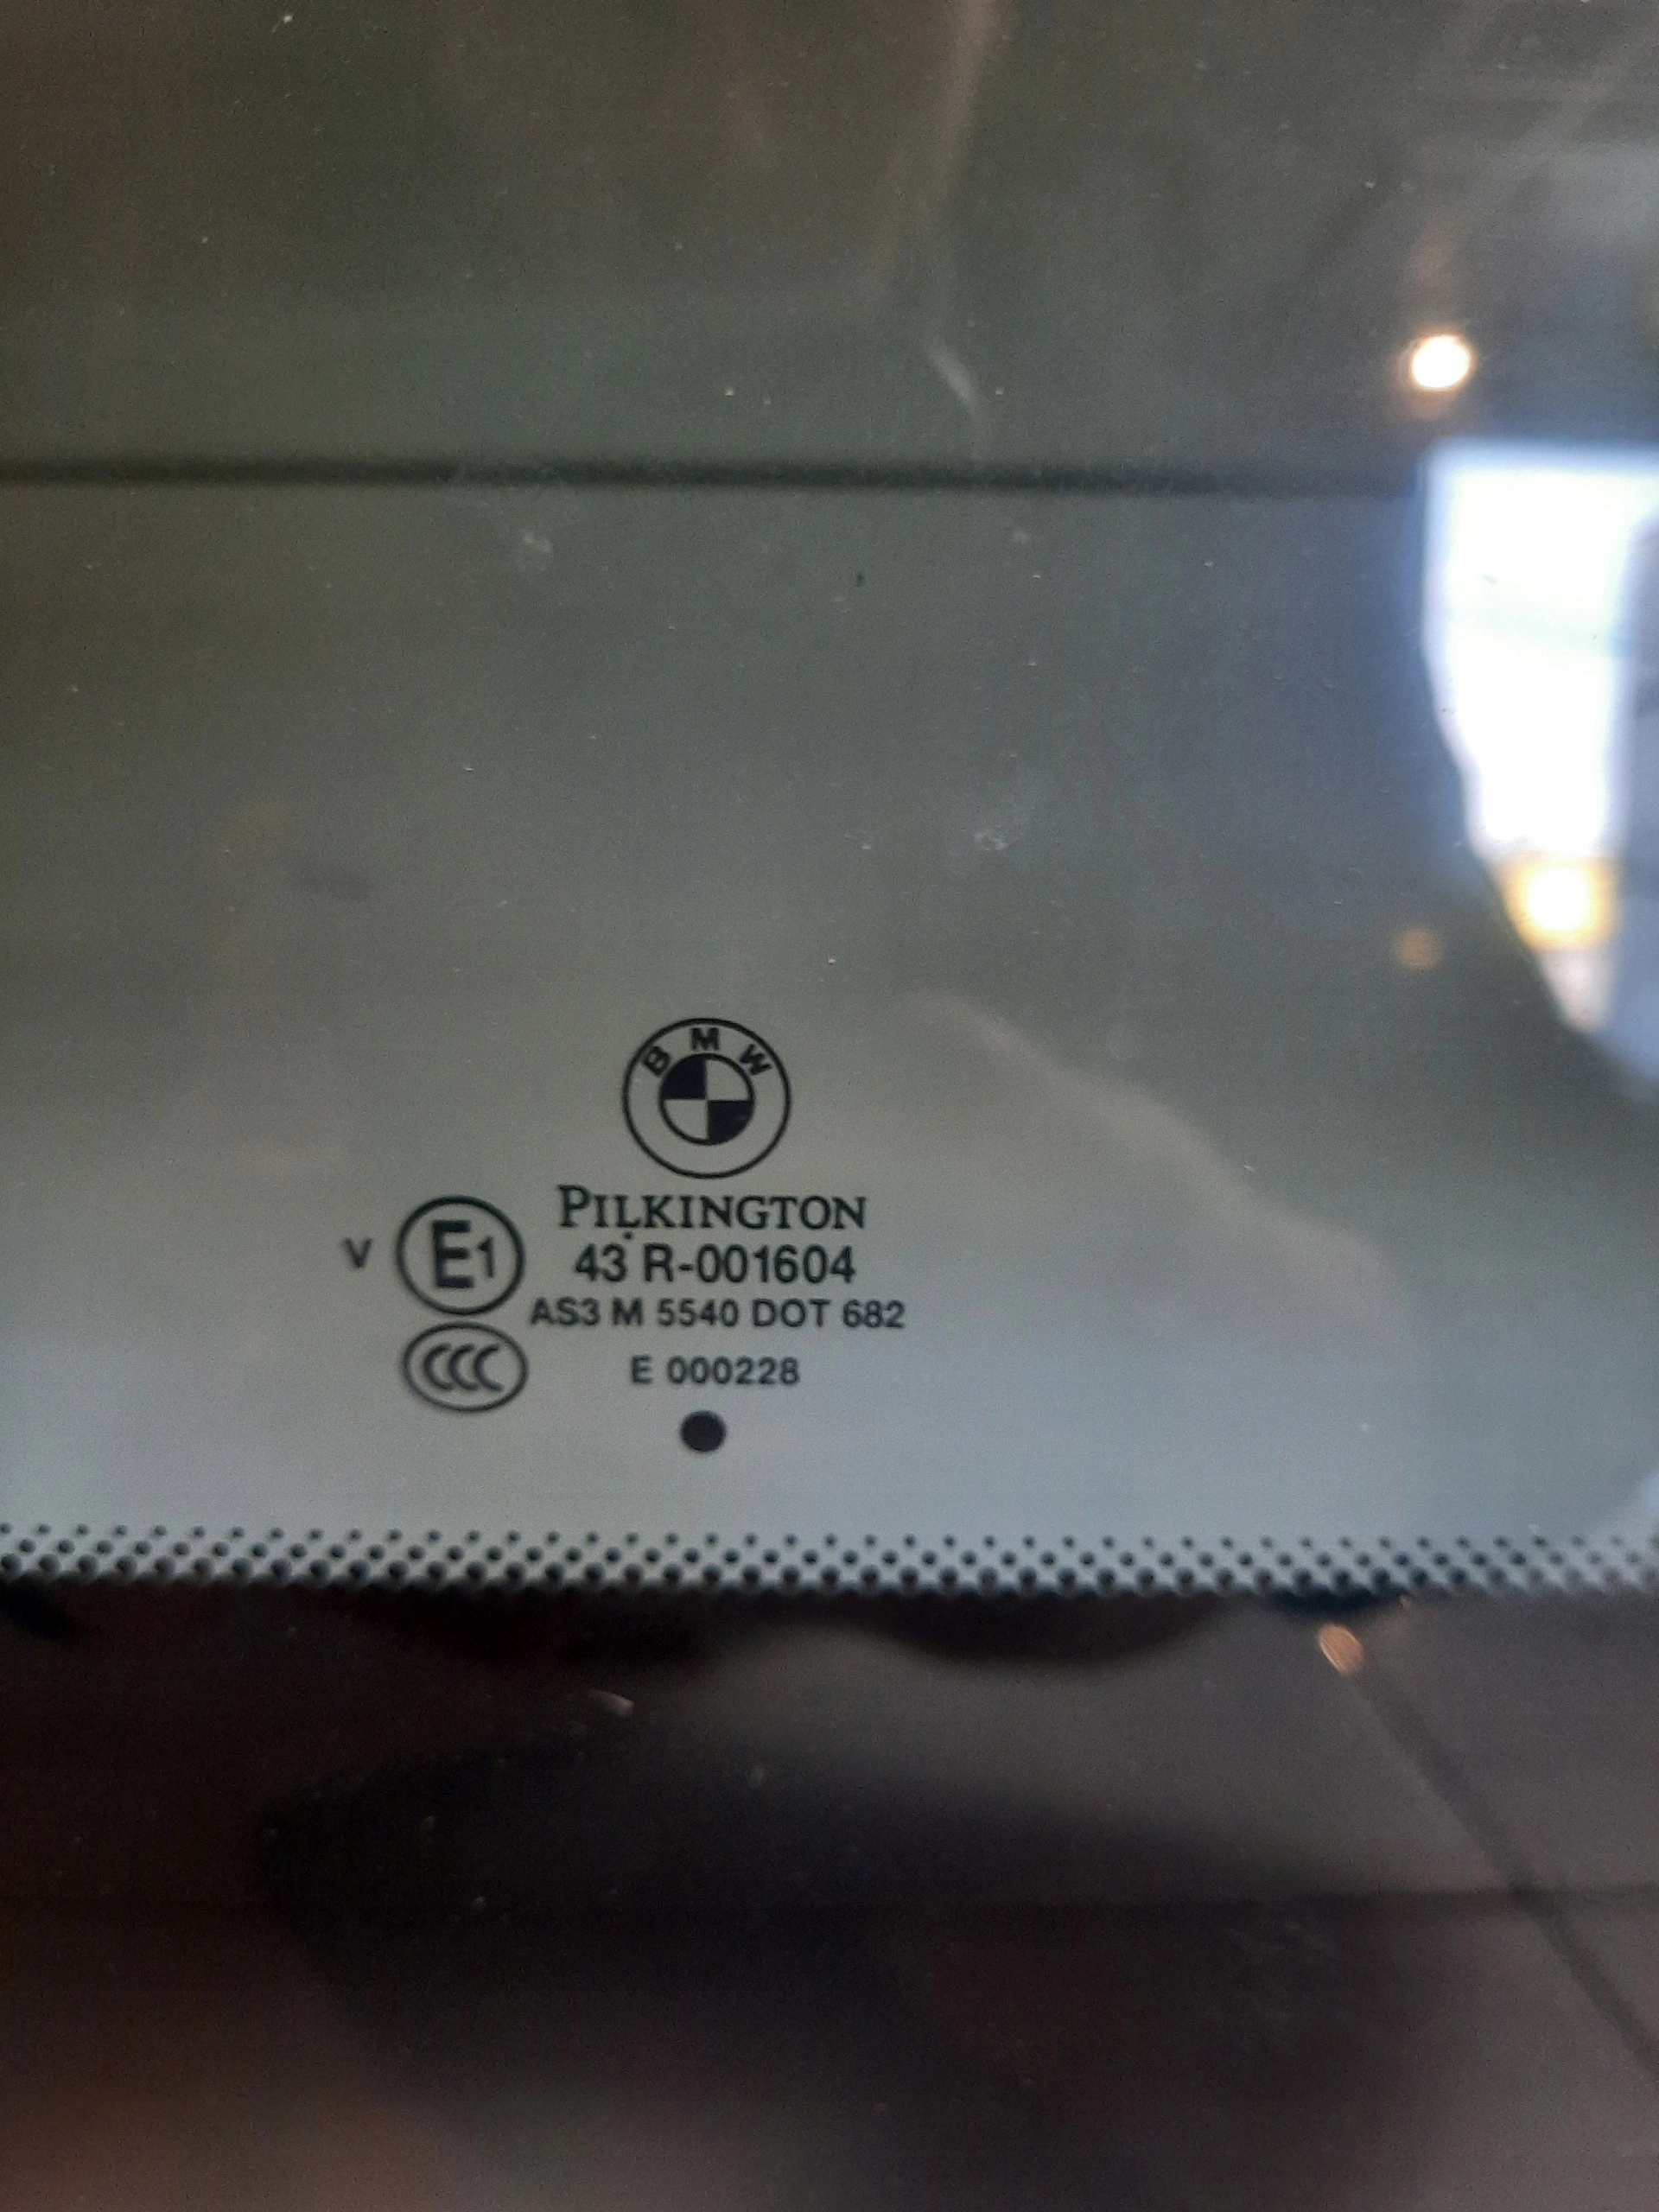 BMW
PILKINGTON
V E1 43 R-001604
AS3 M 5540 DOT 682
CCC E 000228